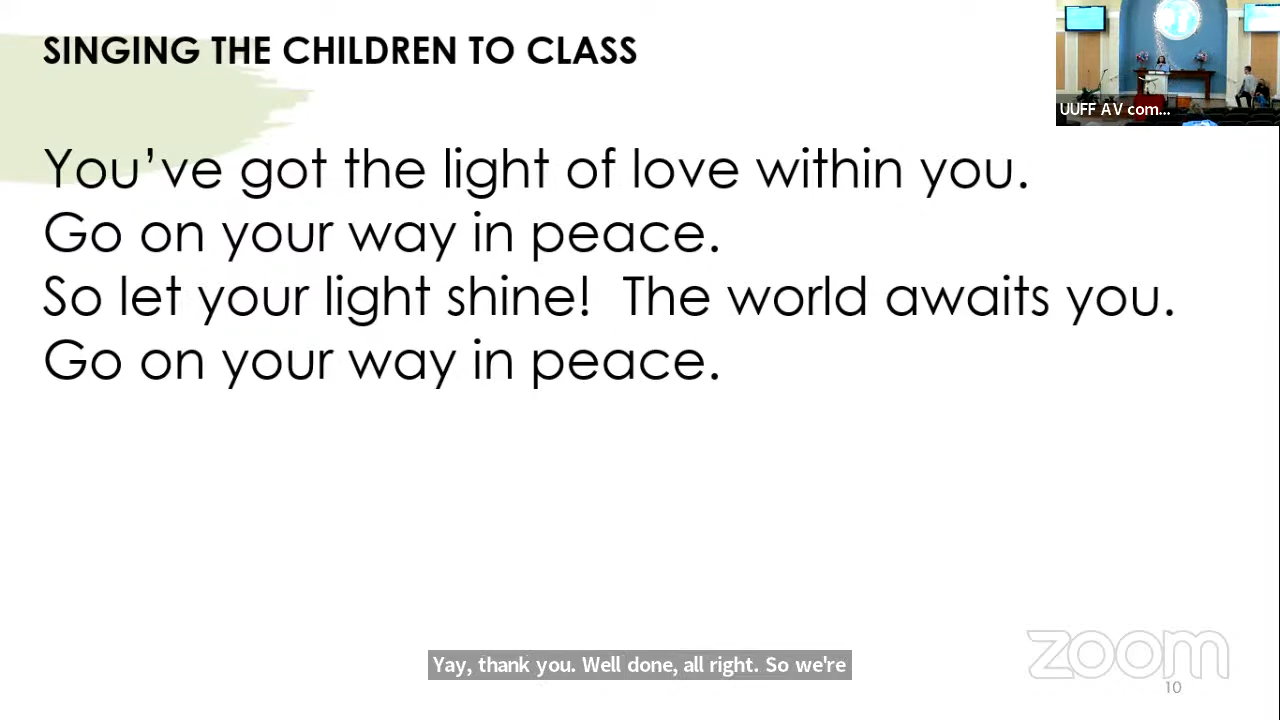 SINGING THE CHILDREN TO CLASS
UUFF AV com...
You’ve got the light of love within you.
Go on your way in peace.
So let your light shine!  The world awaits you.
Go on your way in peace.
Yay, thank you. Well done, all right. So we're
zoom
10